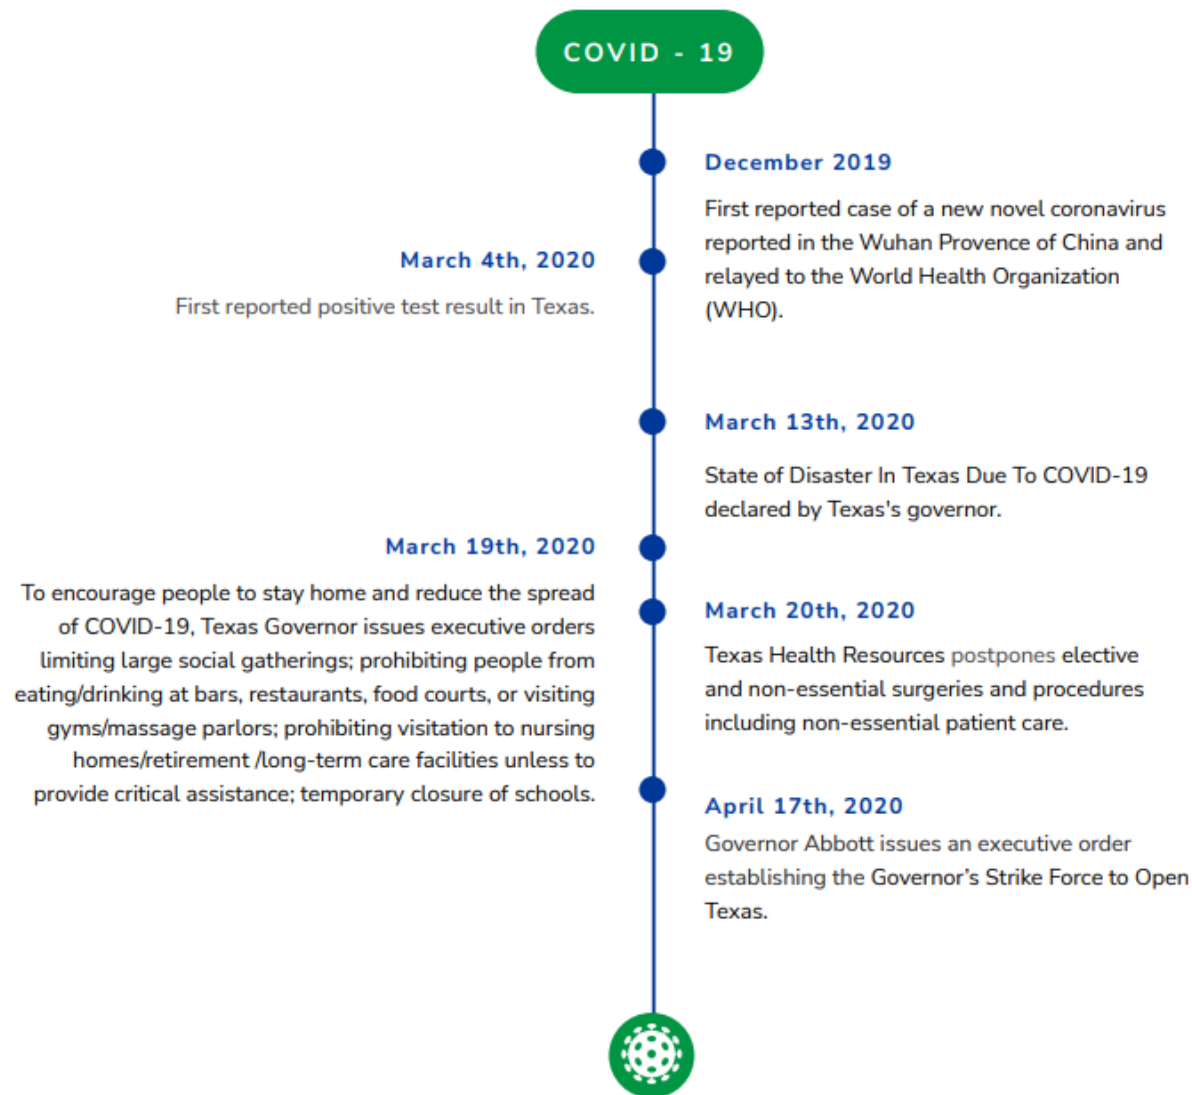 COVID - 19
December 2019
First reported case of a new novel coronavirus
reported in the Wuhan Provence of China and
relayed to the World Health Organization
(WHO).
March 4th, 2020
First reported positive test result in Texas.
March 13th, 2020
State of Disaster In Texas Due To COVID-19
declared by Texas's governor.
March 19th, 2020
To encourage people to stay home and reduce the spread
of COVID-19, Texas Governor issues executive orders
limiting large social gatherings; prohibiting people from
eating/drinking at bars, restaurants, food courts, or visiting
gyms/massage parlors; prohibiting visitation to nursing
homes/retirement /long-term care facilities unless to
provide critical assistance; temporary closure of schools.
March 20th, 2020
Texas Health Resources postpones elective
and non-essential surgeries and procedures
including non-essential patient care.
April 17th, 2020
Governor Abbott issues an executive order
establishing the Governor’s Strike Force to Open
Texas.